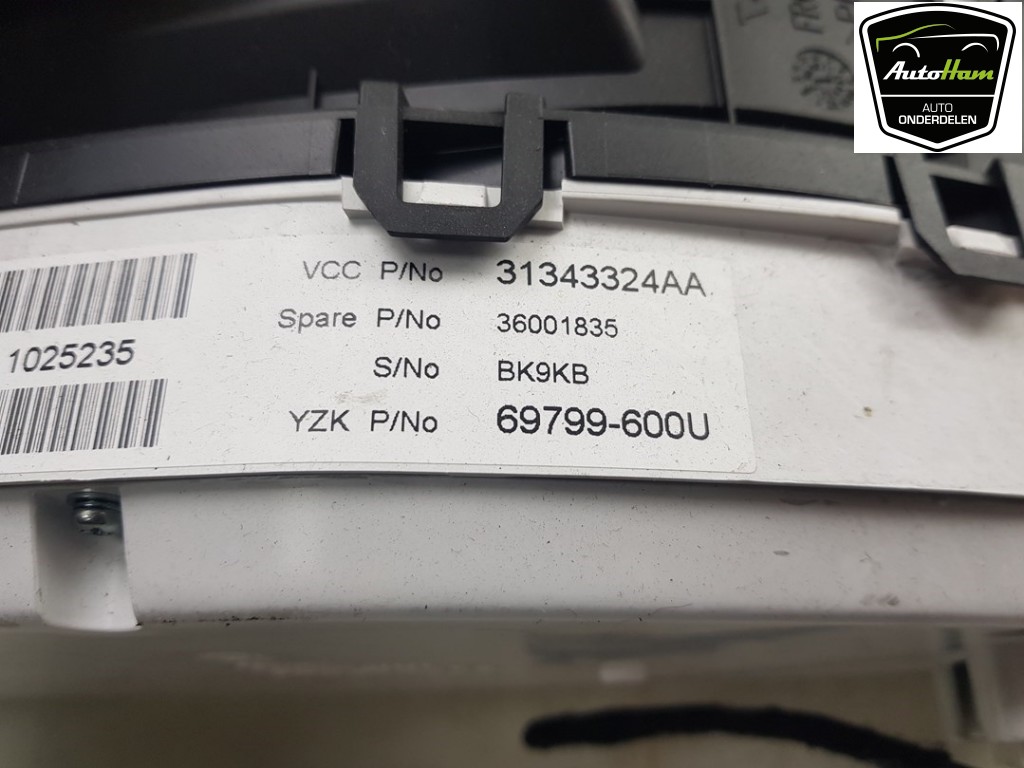 AutoHam
AUTO
ONDERDELEN
VCC P/No 31343324AA
Spare P/No 36001835
1025235
S/No BK9KB
YZK P/No 69799-600U